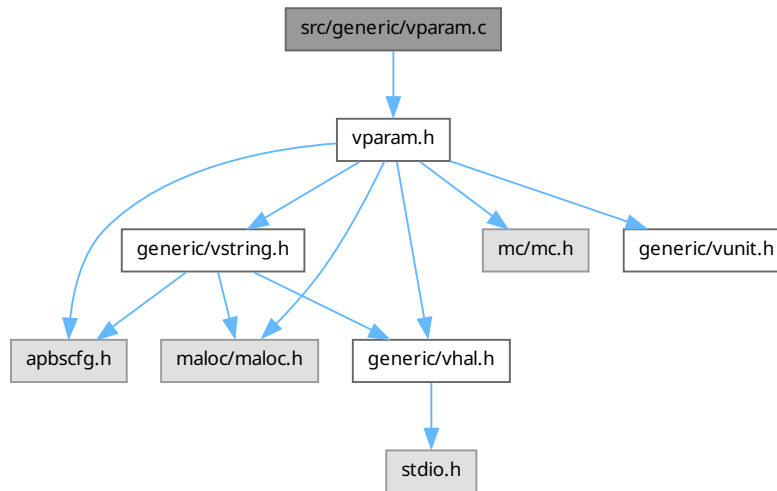 src/generic/vparam.c
vparam.h
generic/vstring.h
mc/mc.h
generic/vunit.h
apbscfg.h
maloc/maloc.h
generic/vhal.h
stdio.h